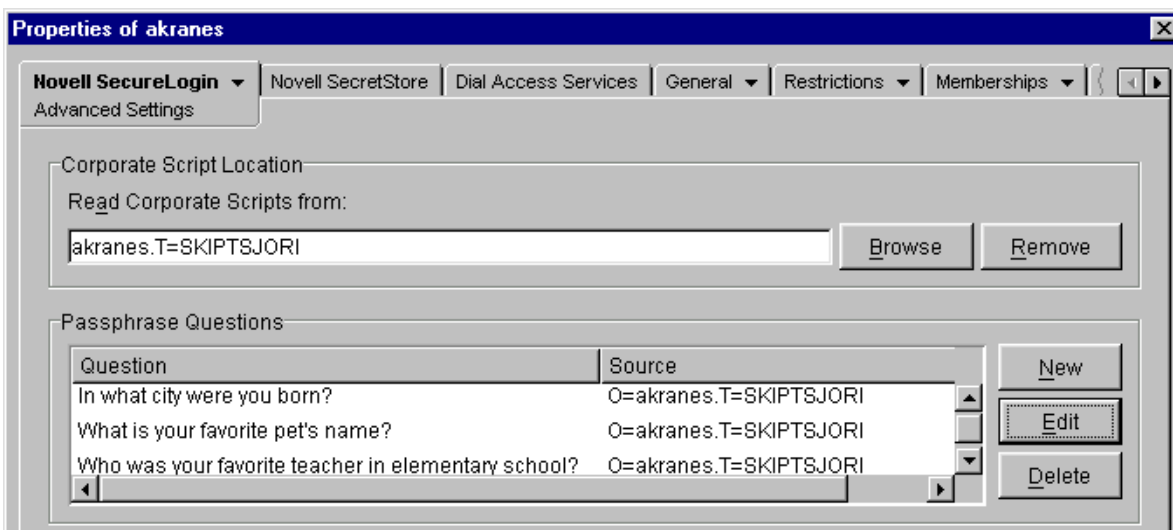 Properties of akranes
Novell SecureLogin Novell SecretStore Dial Access Services General Restrictions Memberships
Advanced Settings
Corporate Script Location
Read Corporate Scripts from:
akranes.T=SKIPTSJORI Browse Remove
Passphrase Questions
Question Source New
In what city were you born? O=akranes.T=SKIPTSJORI
What is your favorite pet's name? O=akranes.T=SKIPTSJORI Edit
Who was your favorite teacher in elementary school? O=akranes.T=SKIPTSJORI
Delete